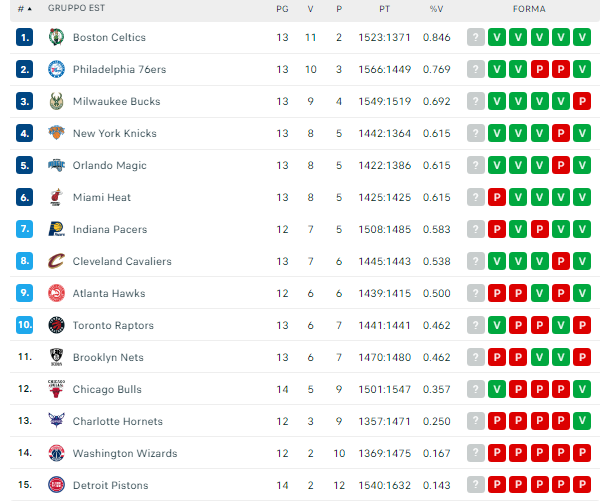 # GRUPPO EST PG V P PT %V FORMA
1. Boston Celtics 13 11 2 1523:1371 0.846 ? V V V V V
2. Philadelphia 76ers 13 10 3 1566:1449 0.769 ? V V P P V
3. Milwaukee Bucks 13 9 4 1549:1519 0.692 ? V V V V P
4. New York Knicks 13 8 5 1442:1364 0.615 ? V V V P V
5. Orlando Magic 13 8 5 1422:1386 0.615 ? V V V P V
6. Miami Heat 13 8 5 1425:1425 0.615 ? P V V V V
7. Indiana Pacers 12 7 5 1508:1485 0.583 ? P V P V V
8. Cleveland Cavaliers 13 7 6 1445:1443 0.538 ? V V V P V
9. Atlanta Hawks 12 6 6 1439:1415 0.500 ? P P V P V
10. Toronto Raptors 13 6 7 1441:1441 0.462 ? V P P V P
11. Brooklyn Nets 13 6 7 1470:1480 0.462 ? P P V V P
12. Chicago Bulls 14 5 9 1501:1547 0.357 ? V P P P V
13. Charlotte Hornets 12 3 9 1357:1471 0.250 ? P P P P V
14. Washington Wizards 12 2 10 1369:1475 0.167 ? P P P P P
15. Detroit Pistons 14 2 12 1540:1632 0.143 ? P P P P P